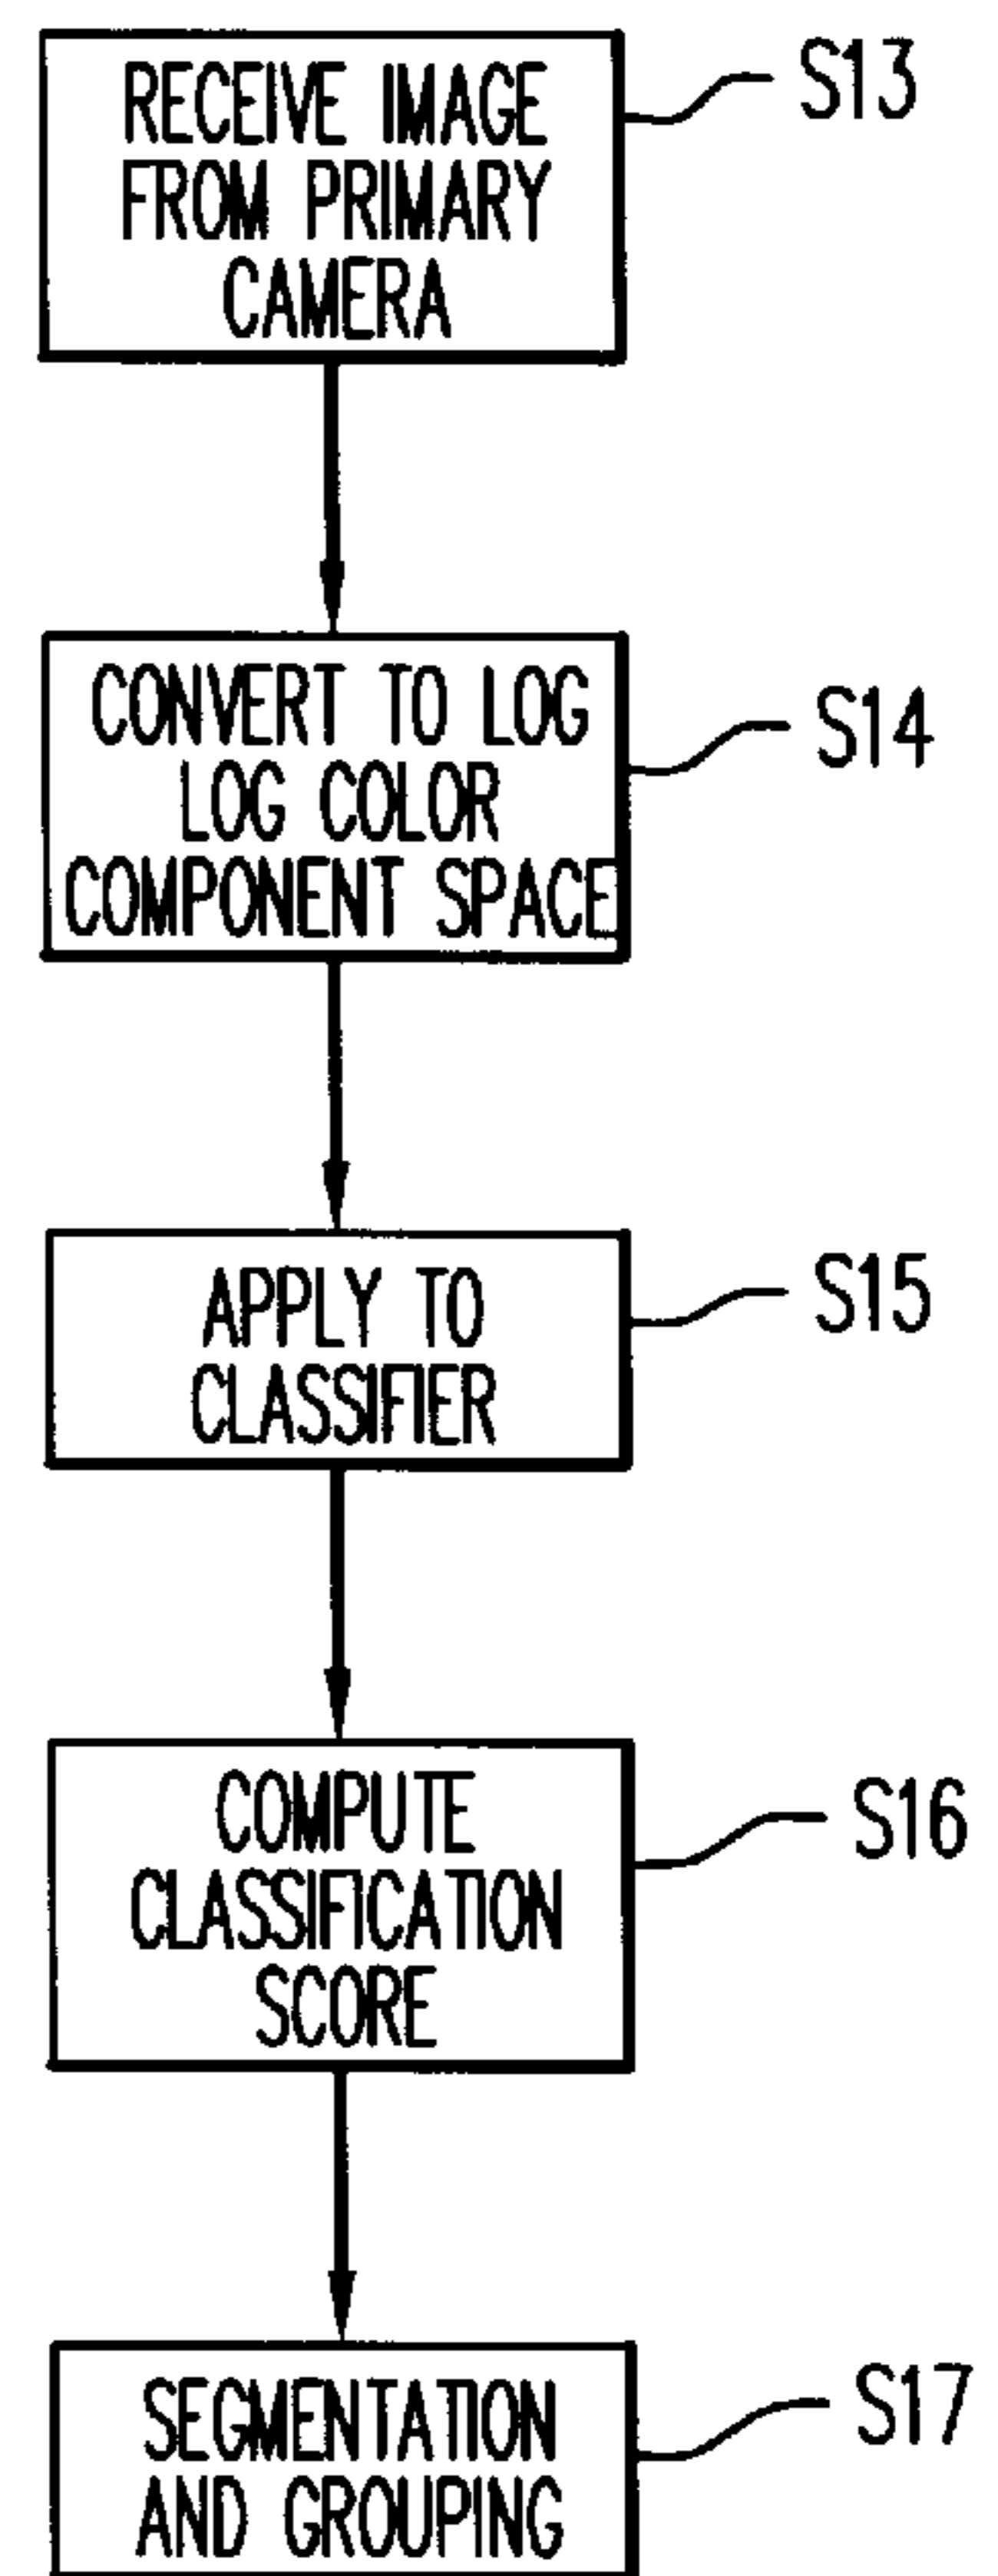 RECEIVE IMAGE
FROM PRIMARY
CAMERA
S13
CONVERT TO LOG
LOG COLOR
COMPONENT SPACE
S14
APPLY TO
CLASSIFIER
S15
COMPUTE
CLASSIFICATION
SCORE
S16
SEGMENTATION
AND GROUPING
S17